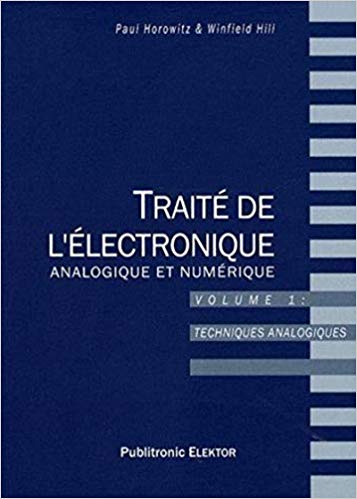 Paul Horowitz & Winfield Hill
TRAITÉ DE
L'ÉLECTRONIQUE
ANALOGIQUE ET NUMÉRIQUE
VOLUME 1:
TECHNIQUES ANALOGIQUES
Publitronic ELEKTOR